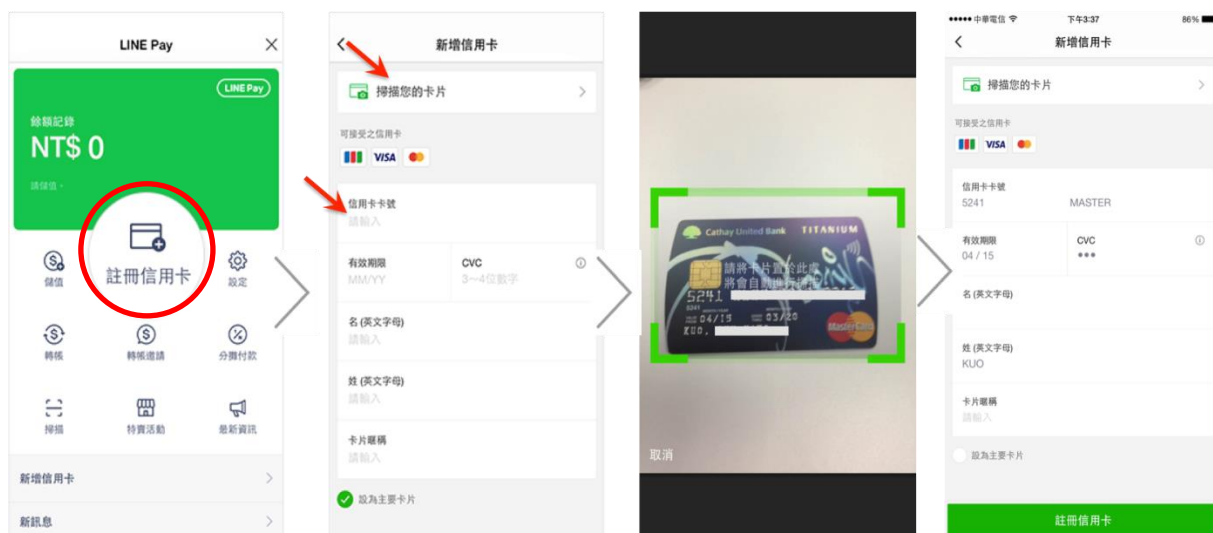 LINE Pay
LINE Pay
餘額記錄
NT$ 0
請儲值。
註冊信用卡
儲值
設定
轉帳
轉帳邀請
分攤付款
掃描
特賣活動
最新資訊
新增信用卡
新訊息
新增信用卡
掃描您的卡片
可接受之信用卡
VISA
信用卡卡號
請輸入
有效期限
MM/YY
CVC
3~4位數字
名 (英文字母)
請輸入
姓 (英文字母)
請輸入
卡片暱稱
請輸入
設為主要卡片
Cathay United Bank
TITANIUM
請將卡片置於此處
將會自動進行掃描
5241
5241
04/15
03/20
KUO.
MasterCard
取消
中華電信
下午3:37
86%
新增信用卡
掃描您的卡片
可接受之信用卡
VISA
信用卡卡號
5241 MASTER
有效期限
04 / 15
CVC
•••
名 (英文字母)
姓 (英文字母)
KUO
卡片暱稱
請輸入
設為主要卡片
註冊信用卡